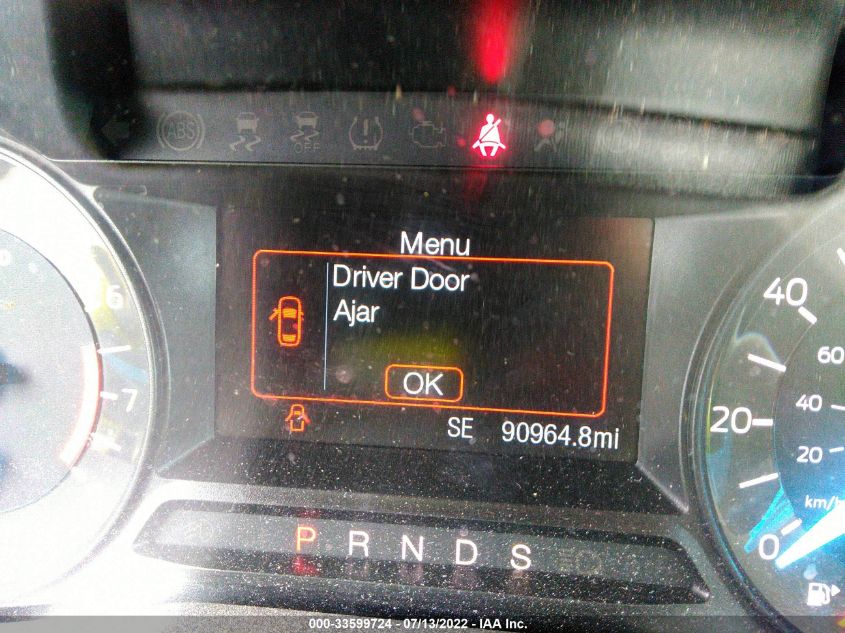 ABS
OFF
Menu
Driver Door
Ajar
OK
SE 90964.8mi
6
7
40
20
0
60
40
20
km/h
P R N D S
000-33599724 - 07/13/2022 - IAA Inc.